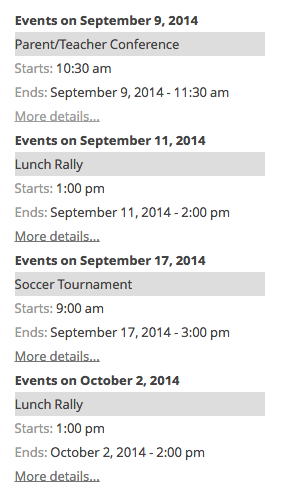 Events on September 9, 2014
Parent/Teacher Conference
Starts: 10:30 am
Ends: September 9, 2014 - 11:30 am
More details...
Events on September 11, 2014
Lunch Rally
Starts: 1:00 pm
Ends: September 11, 2014 - 2:00 pm
More details...
Events on September 17, 2014
Soccer Tournament
Starts: 9:00 am
Ends: September 17, 2014 - 3:00 pm
More details...
Events on October 2, 2014
Lunch Rally
Starts: 1:00 pm
Ends: October 2, 2014 - 2:00 pm
More details...